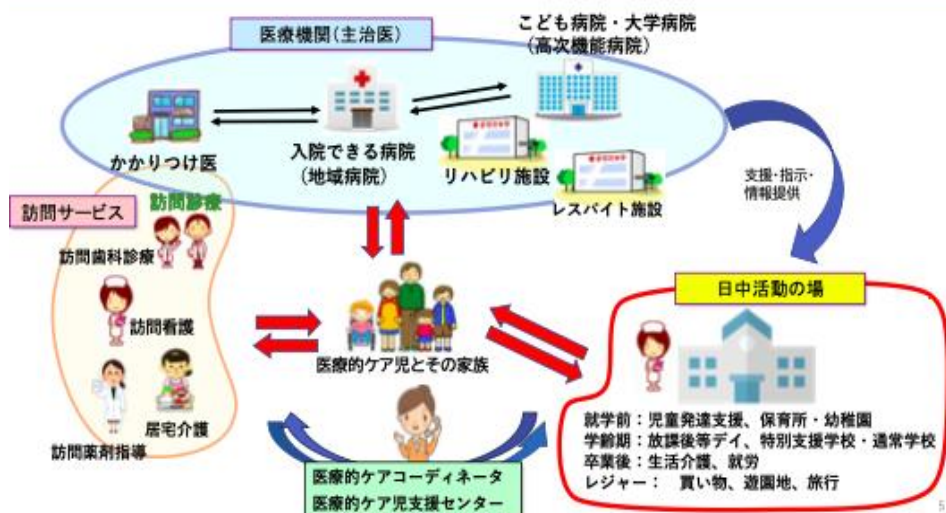 医療機関(主治医)
こども病院・大学病院
(高次機能病院)
かかりつけ医
入院できる病院
(地域病院)
リハビリ施設
レスパイト施設
支援・指示・
情報提供
訪問サービス
訪問診療
訪問歯科診療
訪問看護
居宅介護
訪問薬剤指導
医療的ケア児とその家族
日中活動の場
就学前：児童発達支援、保育所・幼稚園
学齢期：放課後等デイ、特別支援学校・通常学校
卒業後：生活介護、就労
レジャー：　買い物、遊園地、旅行
医療的ケアコーディネータ
医療的ケア児支援センター
5